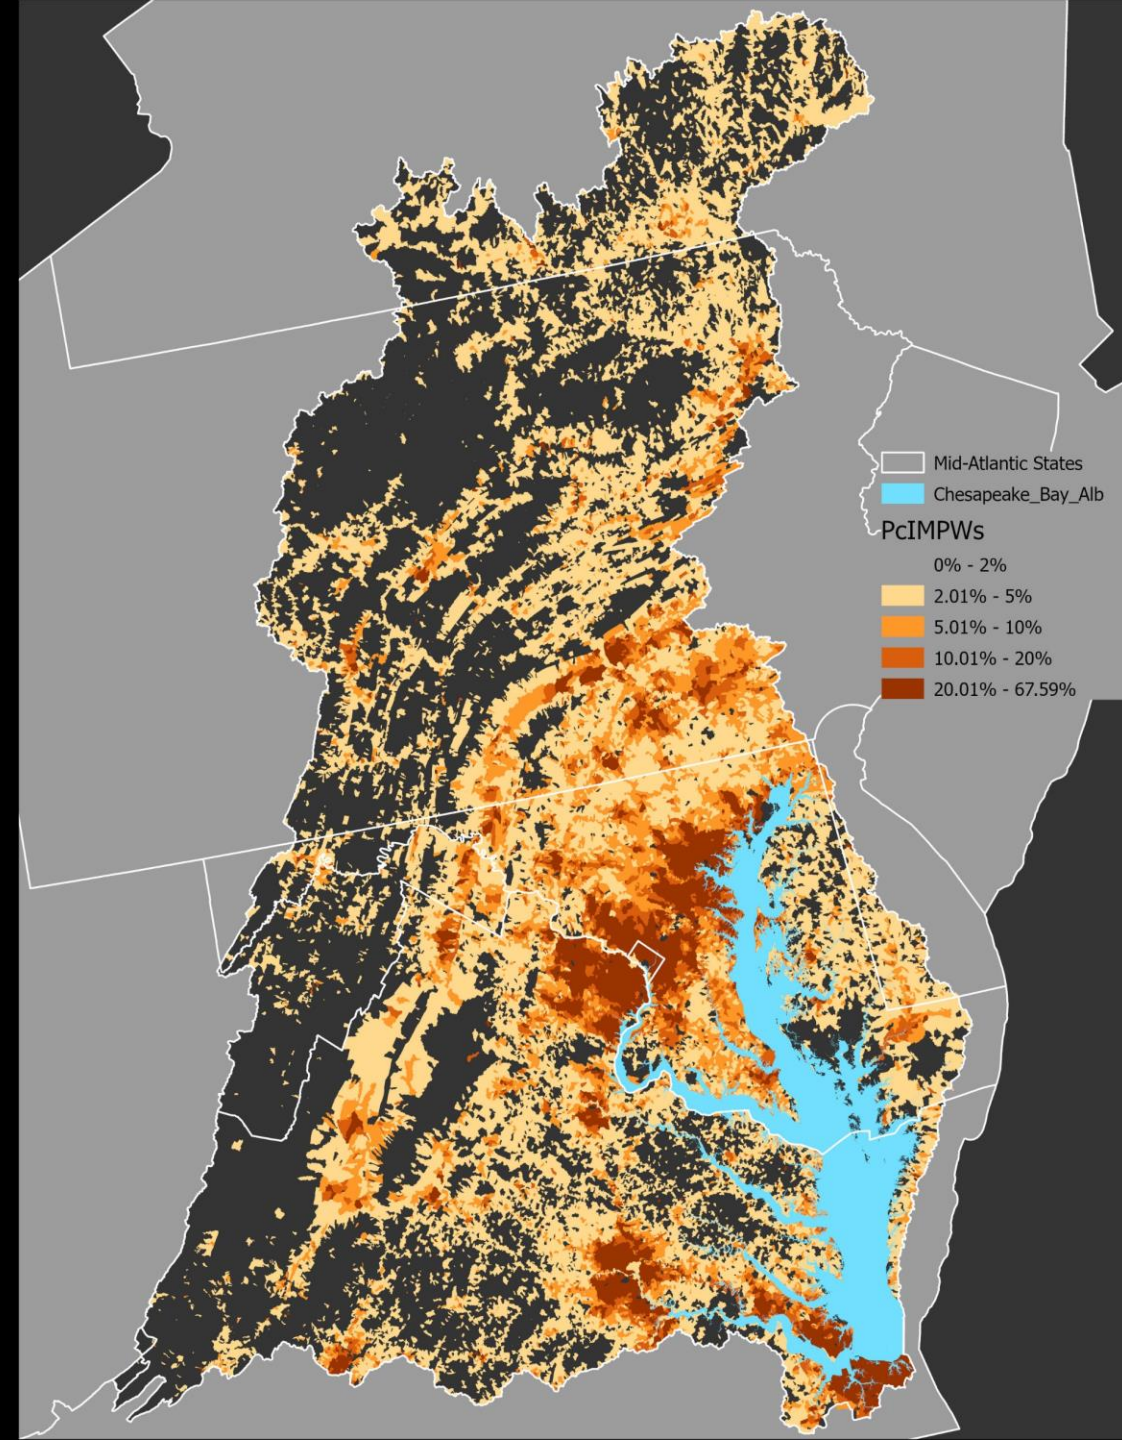 Mid-Atlantic States
Chesapeake_Bay_Alb
PcIMPWs
0% - 2%
2.01% - 5%
5.01% - 10%
10.01% - 20%
20.01% - 67.59%